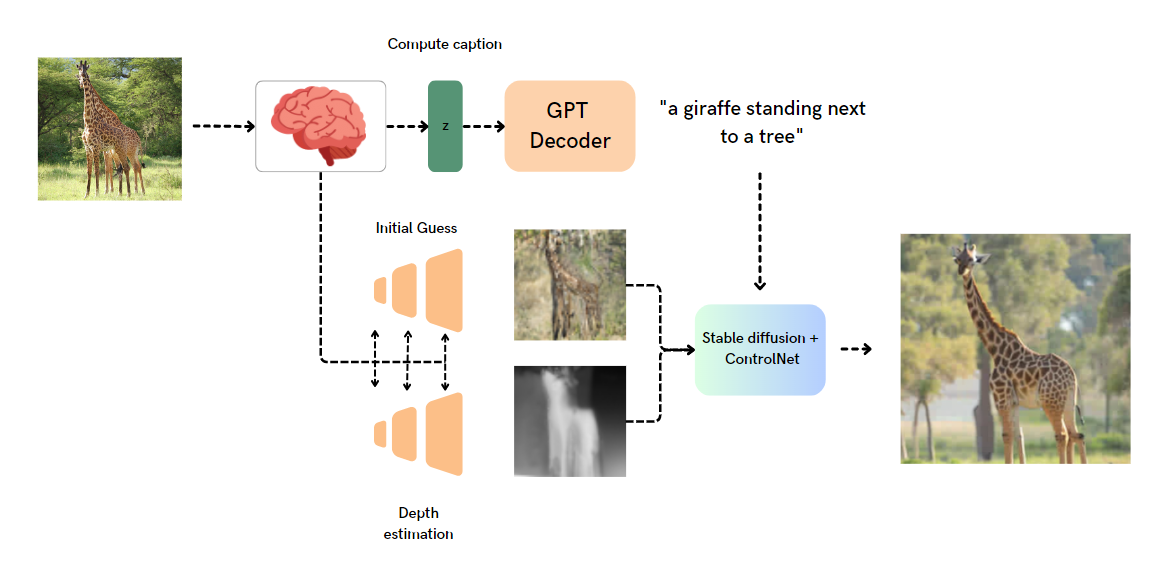 Compute caption
z
GPT
Decoder
"a giraffe standing next
to a tree"
Initial Guess
Stable diffusion +
ControlNet
Depth
estimation